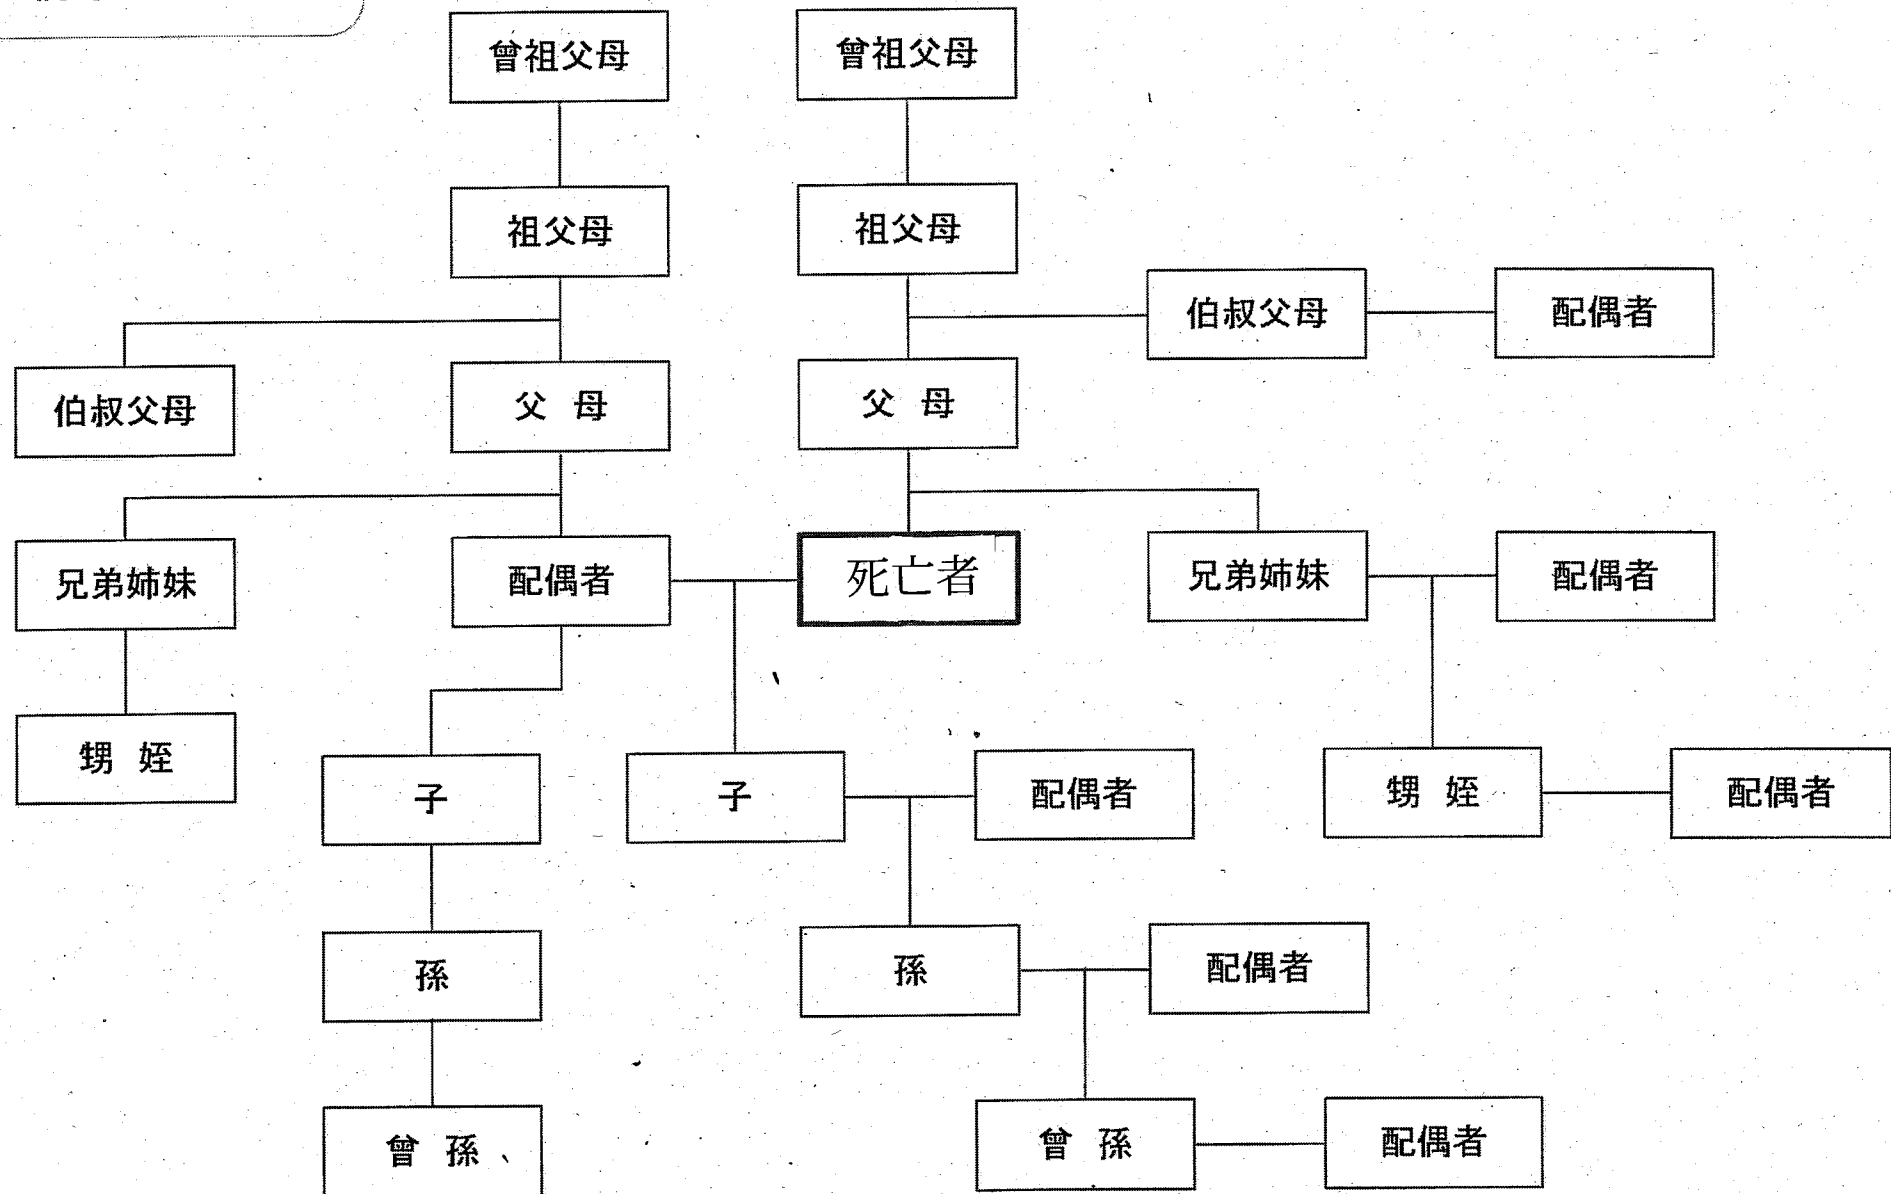 曾祖父母
曾祖父母
祖父母
祖父母
伯叔父母
配偶者
伯叔父母
父 母
父 母
兄弟姉妹
配偶者
死亡者
兄弟姉妹
配偶者
甥 姪
子
子
配偶者
甥 姪
配偶者
孫
孫
配偶者
曾 孫
曾 孫
配偶者